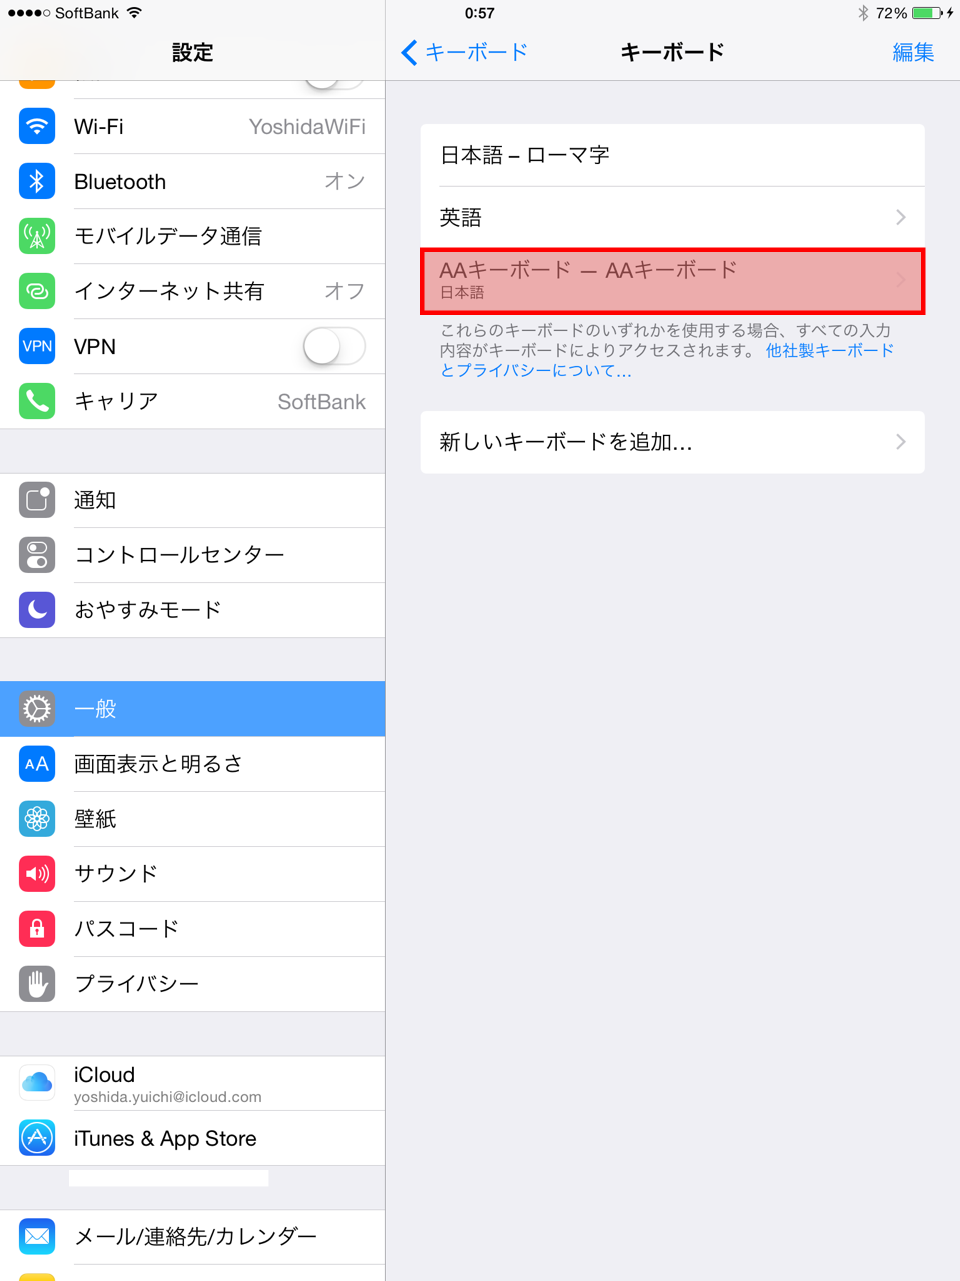 SoftBank
0:57
72%
設定
キーボード
キーボード
編集
Wi-Fi
YoshidaWiFi
Bluetooth
オン
モバイルデータ通信
インターネット共有
オフ
VPN
VPN
キャリア
SoftBank
通知
コントロールセンター
おやすみモード
一般
AA
画面表示と明るさ
壁紙
サウンド
パスコード
プライバシー
iCloud
yoshida.yuichi@icloud.com
iTunes & App Store
メール/連絡先/カレンダー
日本語 – ローマ字
英語
AAキーボード — AAキーボード
日本語
これらのキーボードのいずれかを使用する場合、すべての入力
内容がキーボードによりアクセスされます。 他社製キーボード
とプライバシーについて...
新しいキーボードを追加...